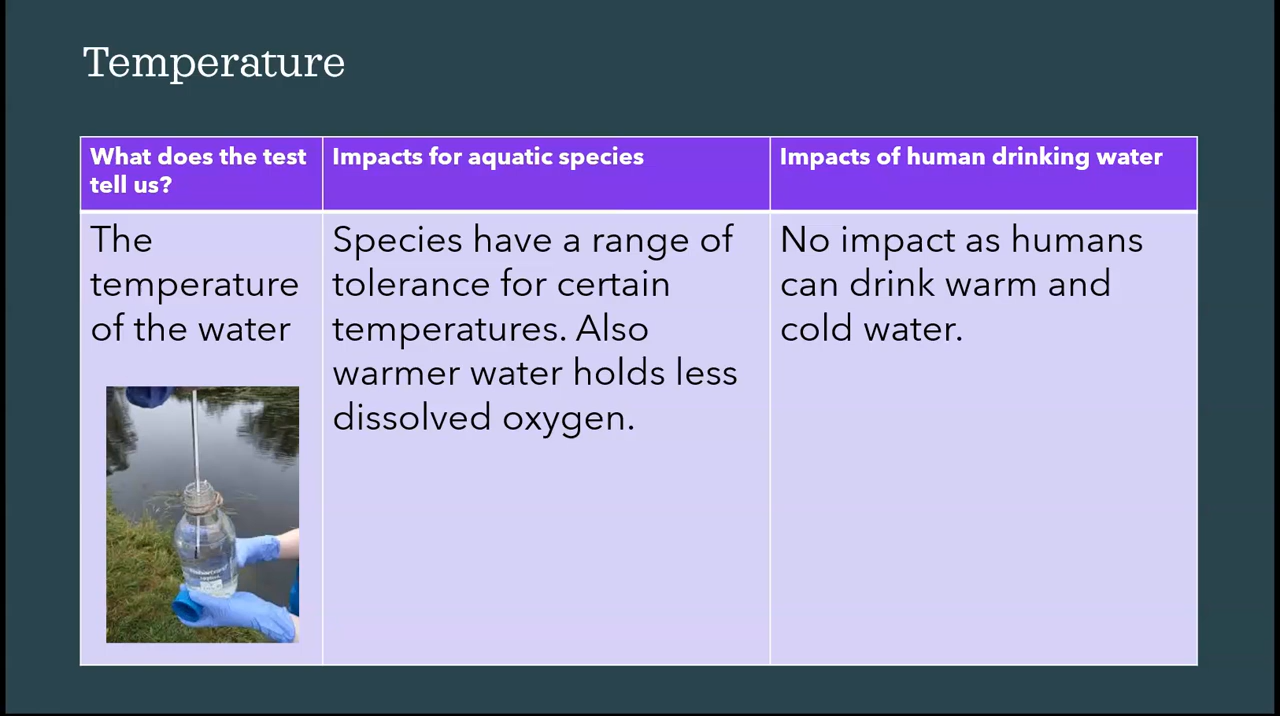 Temperature
What does the test
tell us?
Impacts for aquatic species
Impacts of human drinking water
The
temperature
of the water
Species have a range of
tolerance for certain
temperatures. Also
warmer water holds less
dissolved oxygen.
No impact as humans
can drink warm and
cold water.